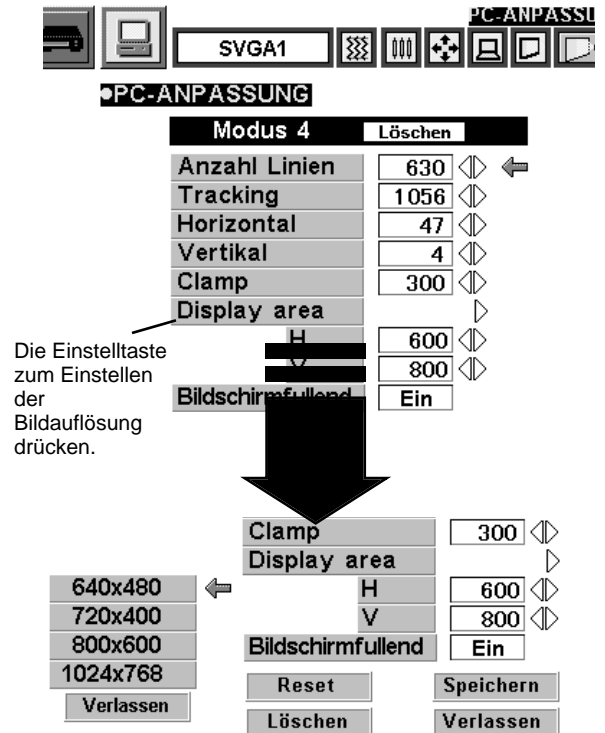 PC-ANPASSU
SVGA1
PC-ANPASSUNG
Modus 4 Löschen
Anzahl Linien 630
Tracking 1056
Horizontal 47
Vertikal 4
Clamp 300
Display area
H 600
V 800
Bildschirmfullend Ein
Die Einstelltaste
zum Einstellen
der
Bildauflösung
drücken.
Clamp 300
Display area
H 600
V 800
Bildschirmfullend Ein
640x480
720x400
800x600
1024x768
Verlassen
Reset Speichern
Löschen Verlassen